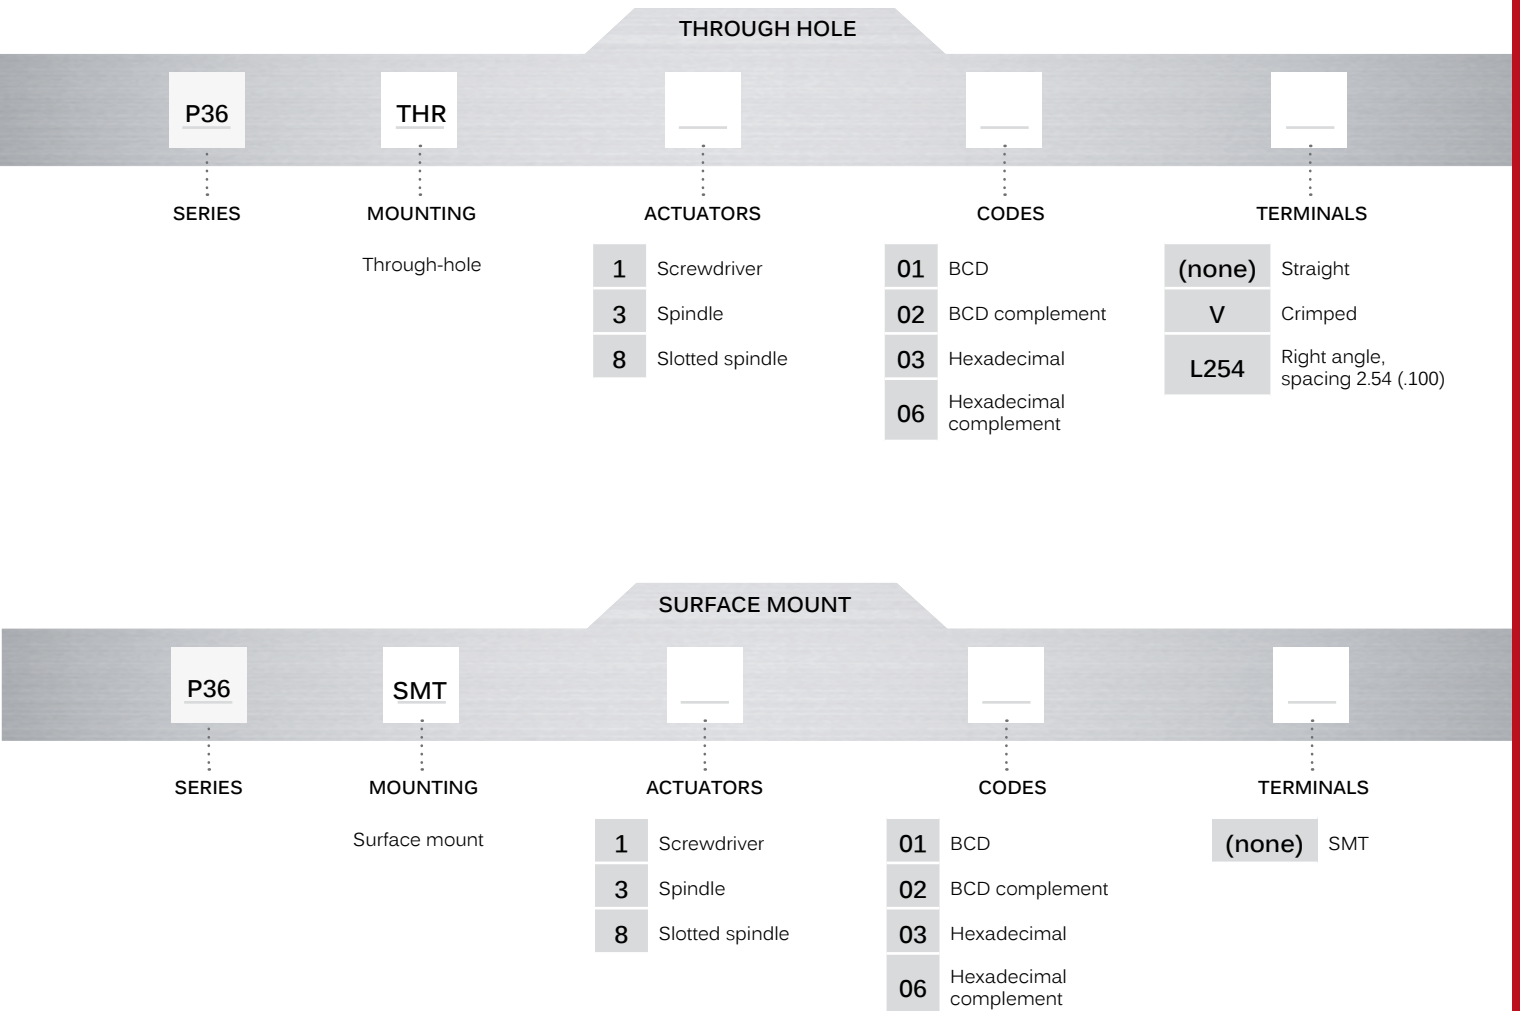 THROUGH HOLE
P36 THR
SERIES MOUNTING ACTUATORS CODES TERMINALS
Through-hole
1 Screwdriver
3 Spindle
8 Slotted spindle
01 BCD
02 BCD complement
03 Hexadecimal
06 Hexadecimal
complement
(none) Straight
V Crimped
L254 Right angle,
spacing 2.54 (.100)
SURFACE MOUNT
P36 SMT
SERIES MOUNTING ACTUATORS CODES TERMINALS
Surface mount
1 Screwdriver
3 Spindle
8 Slotted spindle
01 BCD
02 BCD complement
03 Hexadecimal
06 Hexadecimal
complement
(none) SMT